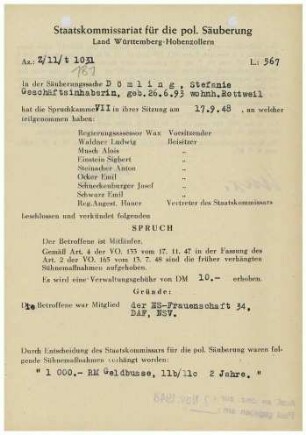 Staatskommissariat für die pol. Säuberung
Land Württemberg-Hohenzollern
Az.: Z/11/t 1031
L.: 567
181
In der Säuberungssache Dömling, Stefanie
Geschäftsinhaberin, geb.26.6.93 wohnh.Rottweil
hat die Spruchkammer VII in ihrer Sitzung am 17.9.48 , an welcher
teilgenommen haben:
Regierungsassessor Wax Vorsitzender
Waldner Ludwig Beisitzer
Musch Alois "
Einstein Sigbert "
Steinacher Anton "
Ocker Emil "
Schneckenburger Josef "
Schwarz Emil "
Reg.Angest. Hauer Vertreter des Staatskommissars
beschlossen und verkündet folgenden
SPRUCH
Der Betroffene ist Mitläufer.
Gemäß Art. 4 der VO. 133 vom 17. 11. 47 in der Fassung des
Art. 2 der VO. 165 vom 13. 7. 48 sind die früher verhängten
Sühnemaßnahmen aufgehoben.
Es wird eine Verwaltungsgebühr von DM 10.- erhoben.
Gründe:
Die Betroffene war Mitglied der NS-Frauenschaft 34,
DAF, NSV.
Durch Entscheidung des Staatskommissars für die pol. Säuberung waren folgende Sühnemaßnahmen verhängt worden:
" 1 000.- RM Geldbusse, 11b/11c 2 Jahre. "